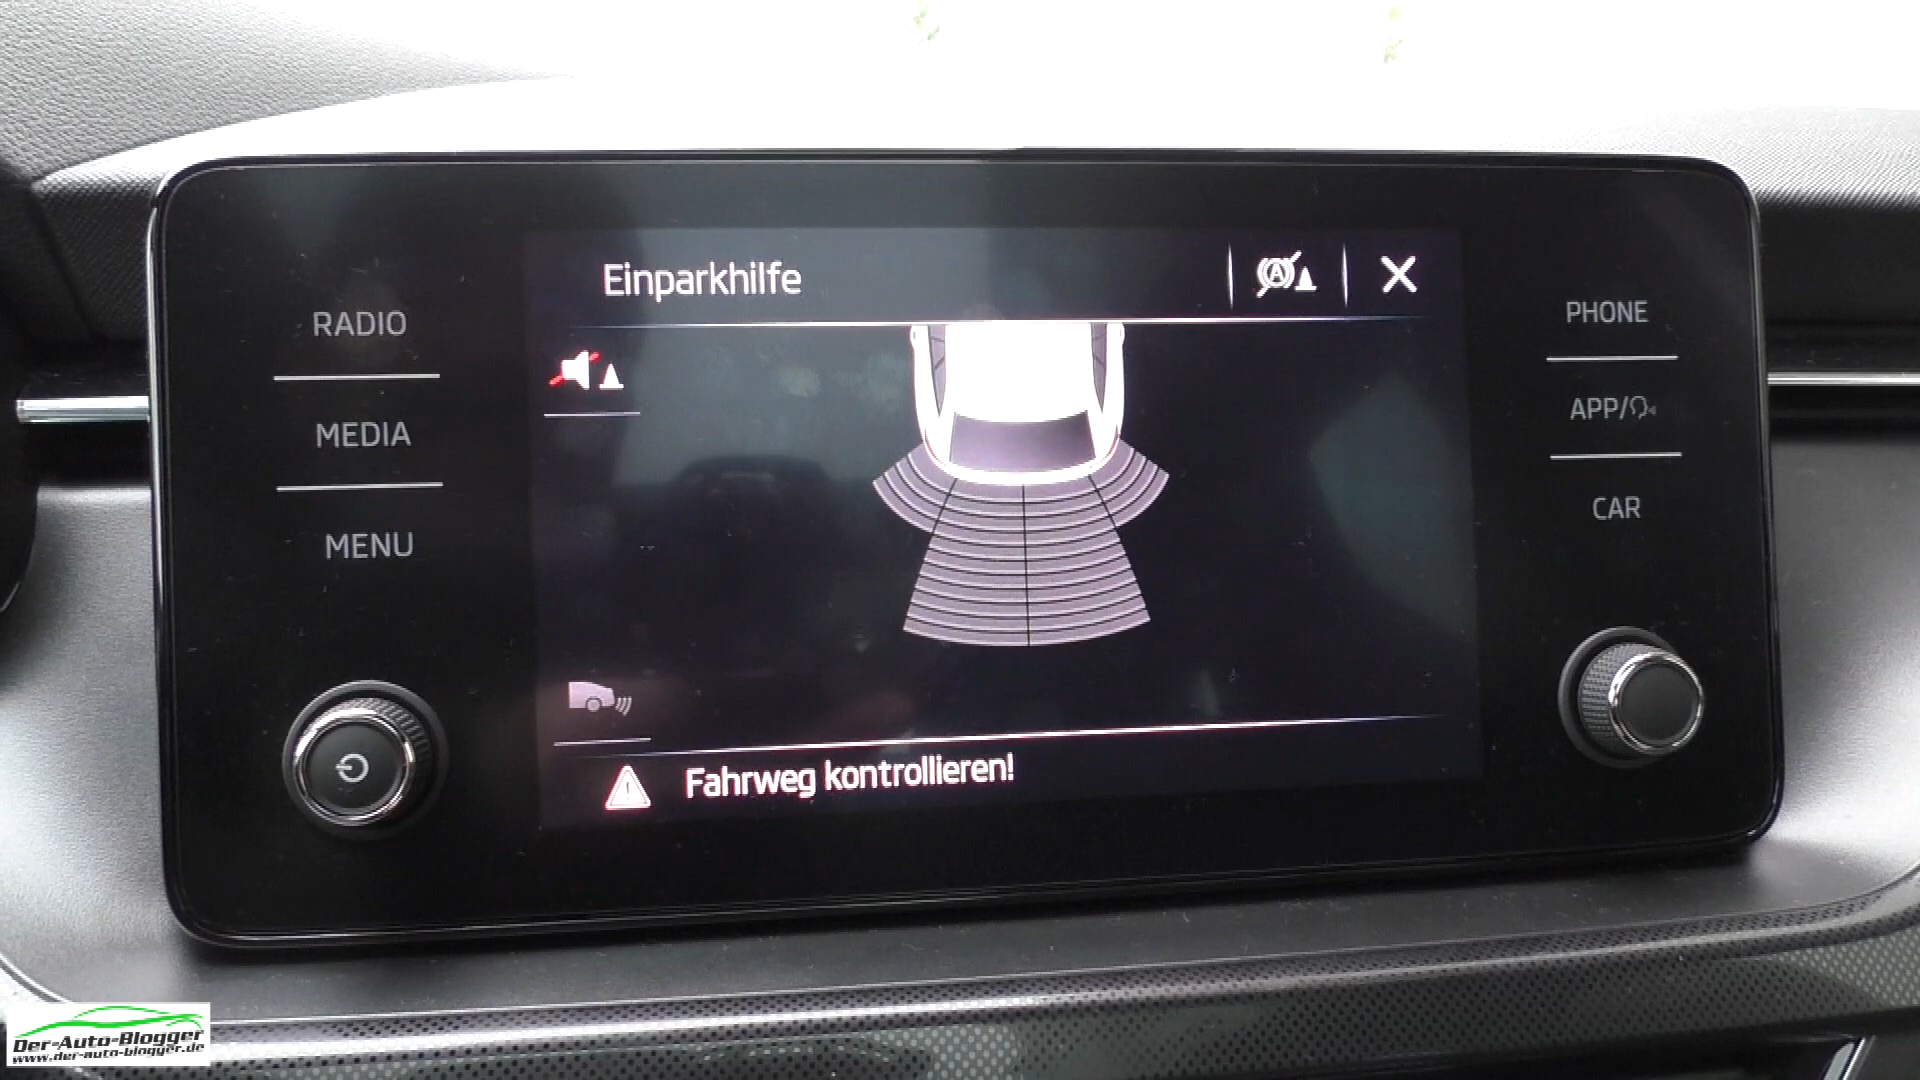 Einparkhilfe
RADIO
MEDIA
MENU
PHONE
APP/
CAR
Fahrweg kontrollieren!
Der-Auto-Blogger
www.der-auto-blogger.de